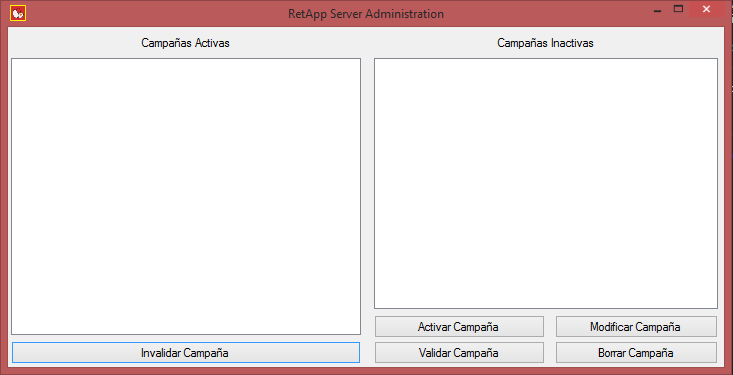 RetApp Server Administration
Campañas Activas
Campañas Inactivas
Activar Campaña
Modificar Campaña
Invalidar Campaña
Validar Campaña
Borrar Campaña